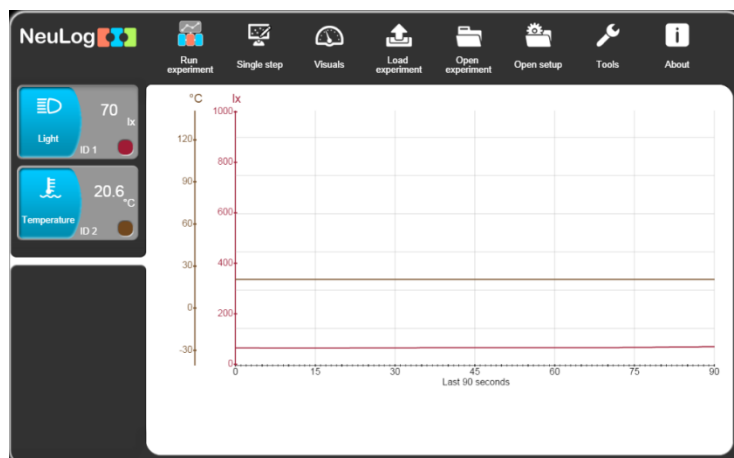 NeuLog
Run
experiment
Single step
Visuals
Load
experiment
Open
experiment
Open setup
Tools
About
Light
70
lx
ID 1
Temperature
20.6
°C
ID 2
°C lx
1000
120
800
90
600
60
400
30
0
200
-30
0
0 15 30 45 60 75 90
Last 90 seconds